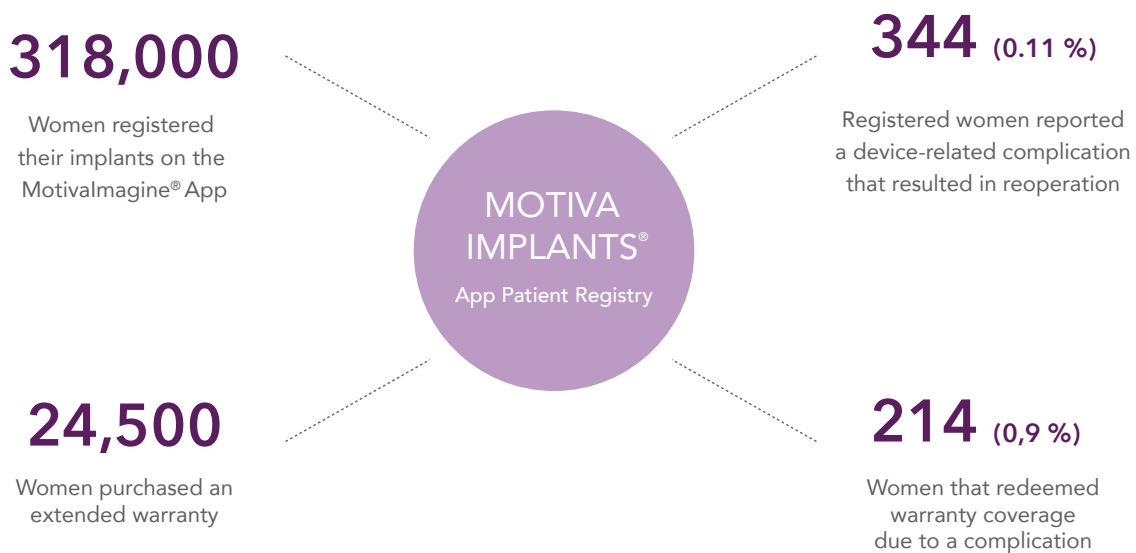 318,000
Women registered
their implants on the
MotivaImagine® App
344 (0.11 %)
Registered women reported
a device-related complication
that resulted in reoperation
MOTIVA
IMPLANTS®
App Patient Registry
24,500
Women purchased an
extended warranty
214 (0,9 %)
Women that redeemed
warranty coverage
due to a complication